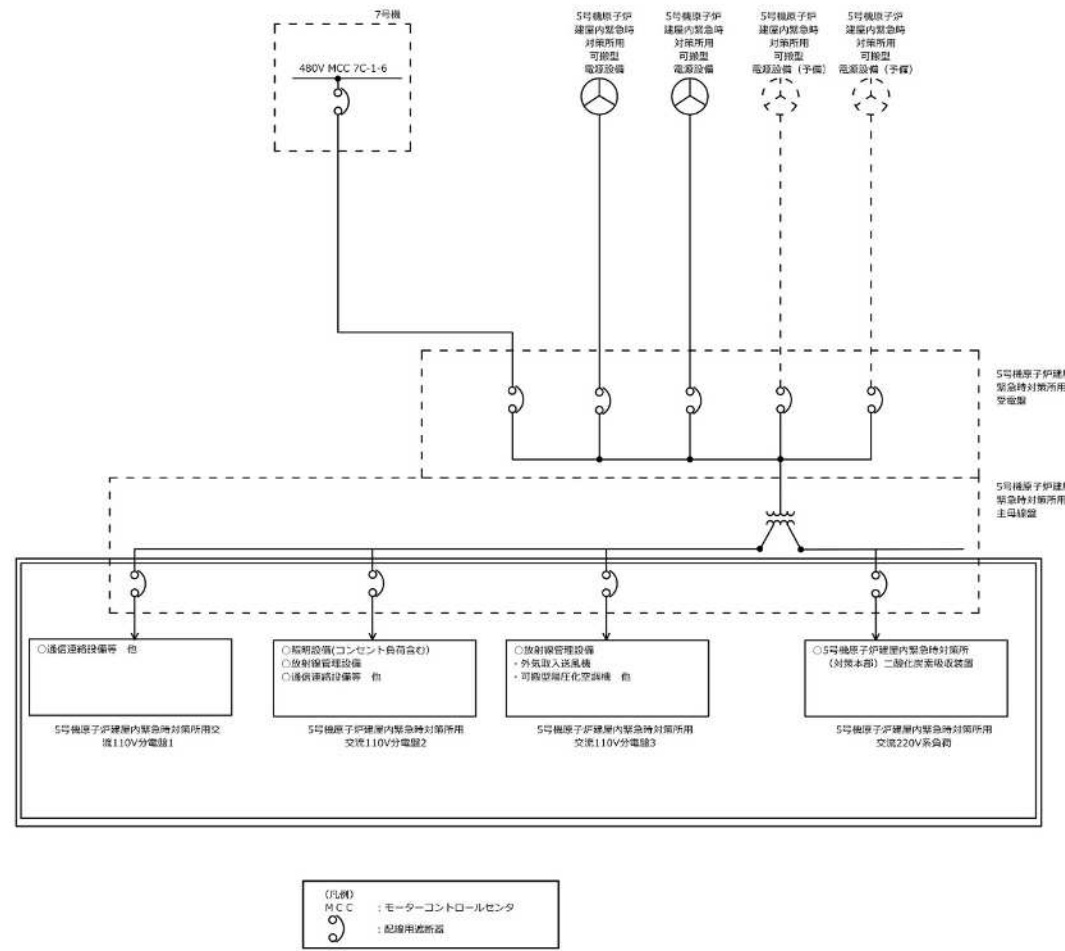 7号機
480V MCC 7C-1-6
5号機原子炉
建屋内緊急時
対策所用
可搬型
電源設備
5号機原子炉
建屋内緊急時
対策所用
可搬型
電源設備
5号機原子炉
建屋内緊急時
対策所用
可搬型
電源設備（予備）
5号機原子炉
建屋内緊急時
対策所用
可搬型
電源設備（予備）
5号機原子炉建
緊急時対策所用
受電盤
5号機原子炉建
緊急時対策所用
主母線盤
○通信連絡設備等　他
5号機原子炉建屋内緊急時対策所用交
流110V分電盤1
○照明設備(コンセント負荷含む)
○放射線管理設備
○通信連絡設備等　他
5号機原子炉建屋内緊急時対策所用
交流110V分電盤2
○放射線管理設備
・外気取入送風機
・可搬型陽圧化空調機　他
5号機原子炉建屋内緊急時対策所用
交流110V分電盤3
○5号機原子炉建屋内緊急時対策所
（対策本部）二酸化炭素吸収装置
5号機原子炉建屋内緊急時対策所用
交流220V系負荷
(凡例)
MCC　：モーターコントロールセンタ
：配線用遮断器